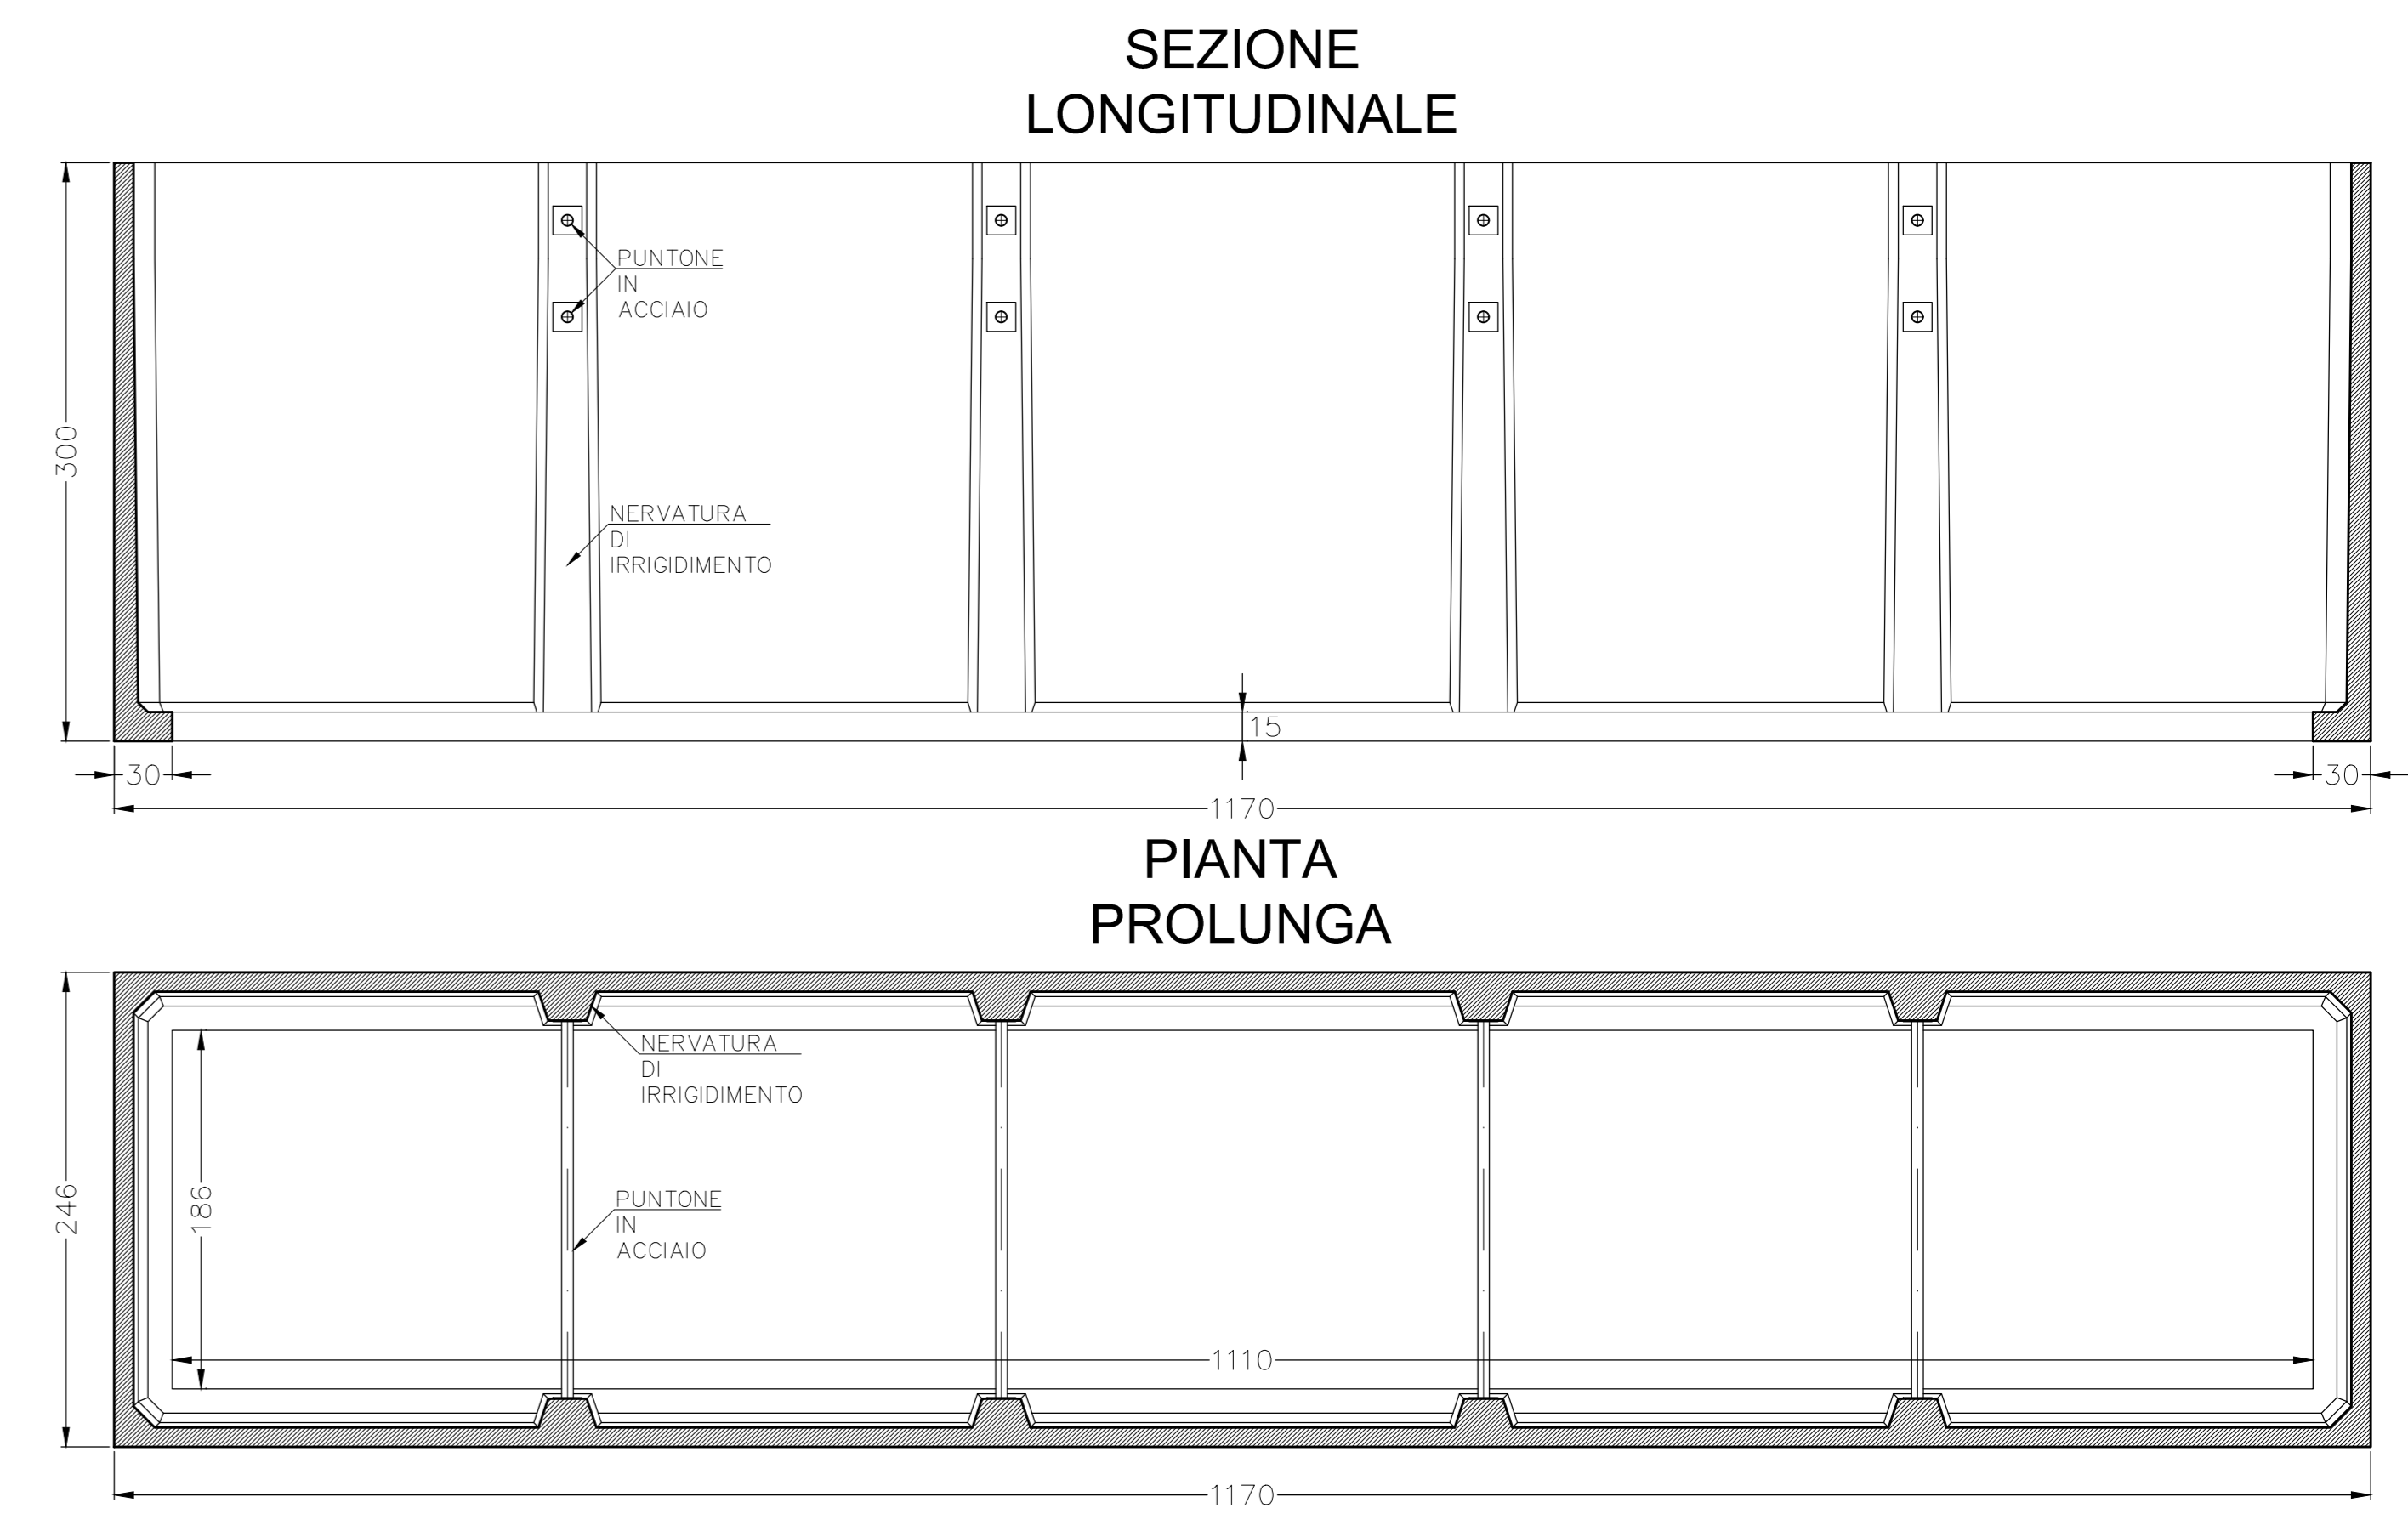 SEZIONE
LONGITUDINALE
PUNTONE
IN
ACCIAIO
300
NERVATURA
DI
IRRIGIDIMENTO
15
30
30
1170
PIANTA
PROLUNGA
NERVATURA
DI
IRRIGIDIMENTO
246
186
PUNTONE
IN
ACCIAIO
1110
1170